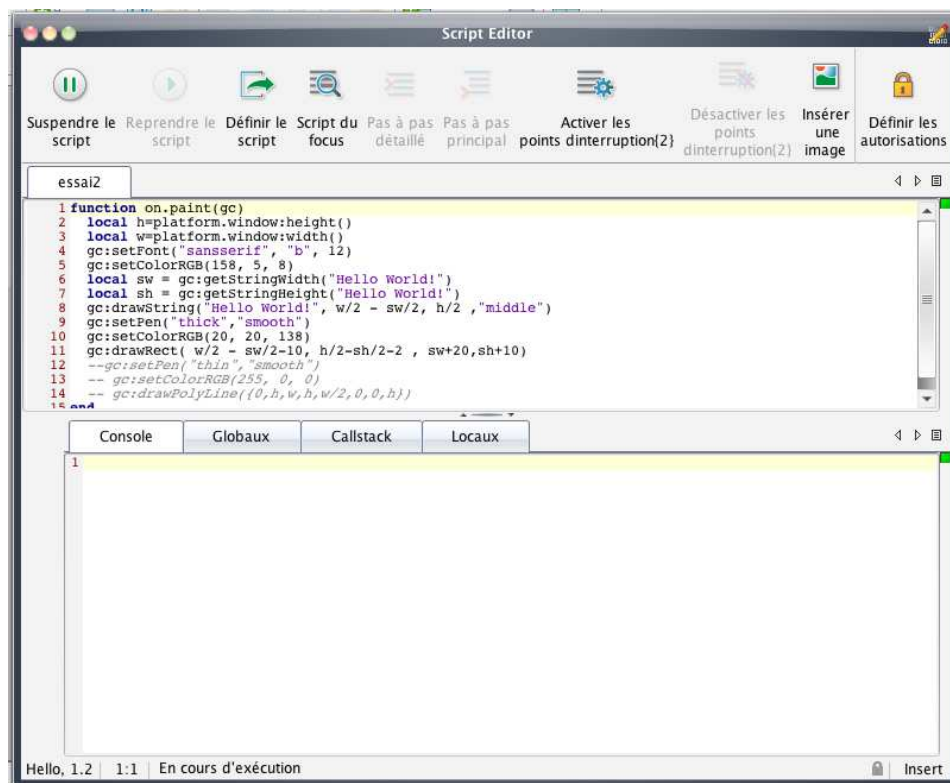 Script Editor
Suspendre le script
Reprendre le script
Définir le script
Script du focus
Pas à pas détaillé
Pas à pas principal
Activer les points dinterruption{2}
Désactiver les points dinterruption{2}
Insérer une image
Définir les autorisations
essai2
1 function on.paint(gc)
2 local h=platform.window:height()
3 local w=platform.window:width()
4 gc:setFont("sansserif", "b", 12)
5 gc:setColorRGB(158, 5, 8)
6 local sw = gc:getStringWidth("Hello World!")
7 local sh = gc:getStringHeight("Hello World!")
8 gc:drawString("Hello World!", w/2 - sw/2, h/2 ,"middle")
9 gc:setPen("thick","smooth")
10 gc:setColorRGB(20, 20, 138)
11 gc:drawRect( w/2 - sw/2-10, h/2-sh/2-2 , sw+20,sh+10)
12 --gc:setPen("thin","smooth")
13 -- gc:setColorRGB(255, 0, 0)
14 -- gc:drawPolyLine({0,h,w,h,w/2,0,0,h})
15 end
Console Globaux Callstack Locaux
1
Hello, 1.2 1:1 En cours d'exécution Insert